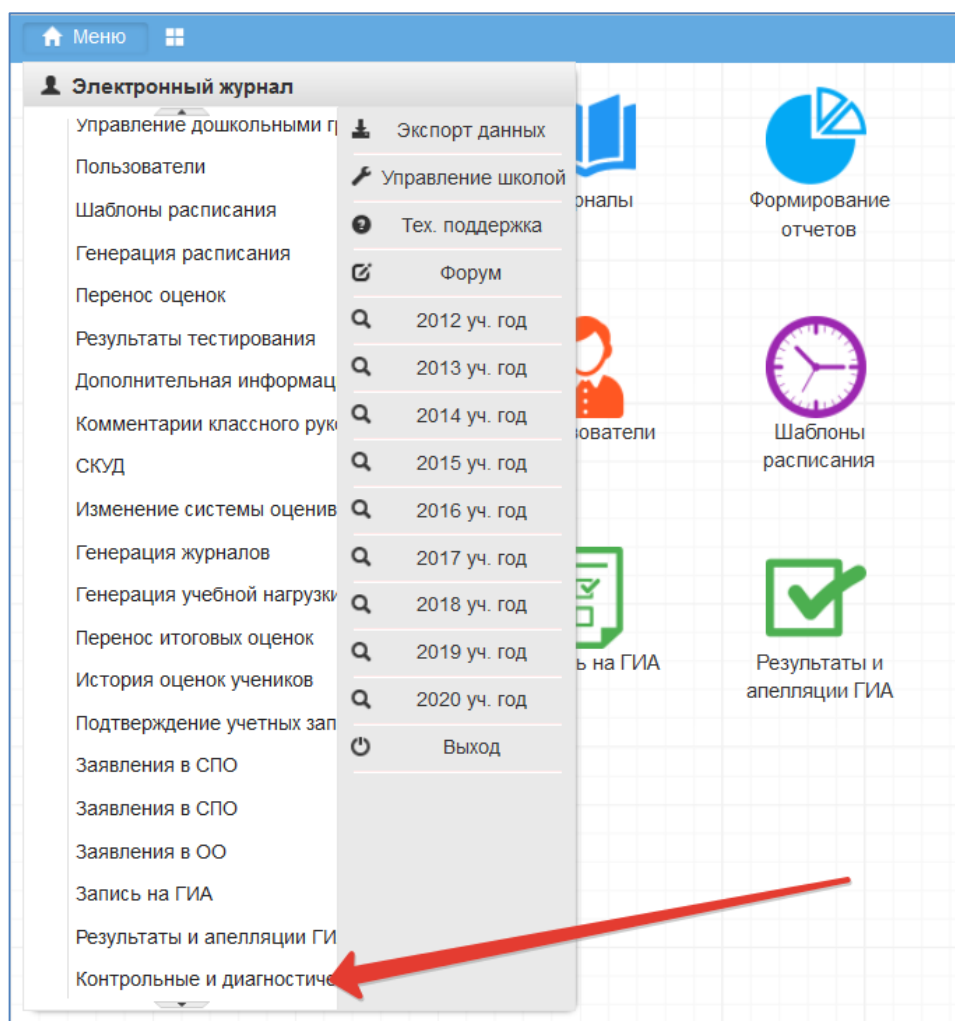 Меню
Электронный журнал
Управление дошкольными
Пользователи
Шаблоны расписания
Генерация расписания
Перенос оценок
Результаты тестирования
Дополнительная информац
Комментарии классного рук
СКУД
Изменение системы оценив
Генерация журналов
Генерация учебной нагрузки
Перенос итоговых оценок
История оценок учеников
Подтверждение учетных зап
Заявления в СПО
Заявления в СПО
Заявления в ОО
Запись на ГИА
Результаты и апелляции ГИ
Контрольные и диагностиче
Экспорт данных
Управление школой
Тех. поддержка
Форум
2012 уч. год
2013 уч. год
2014 уч. год
2015 уч. год
2016 уч. год
2017 уч. год
2018 уч. год
2019 уч. год
2020 уч. год
Выход
рналы
Формирование
отчетов
зователи
Шаблоны
расписания
ь на ГИА
Результаты и
апелляции ГИА